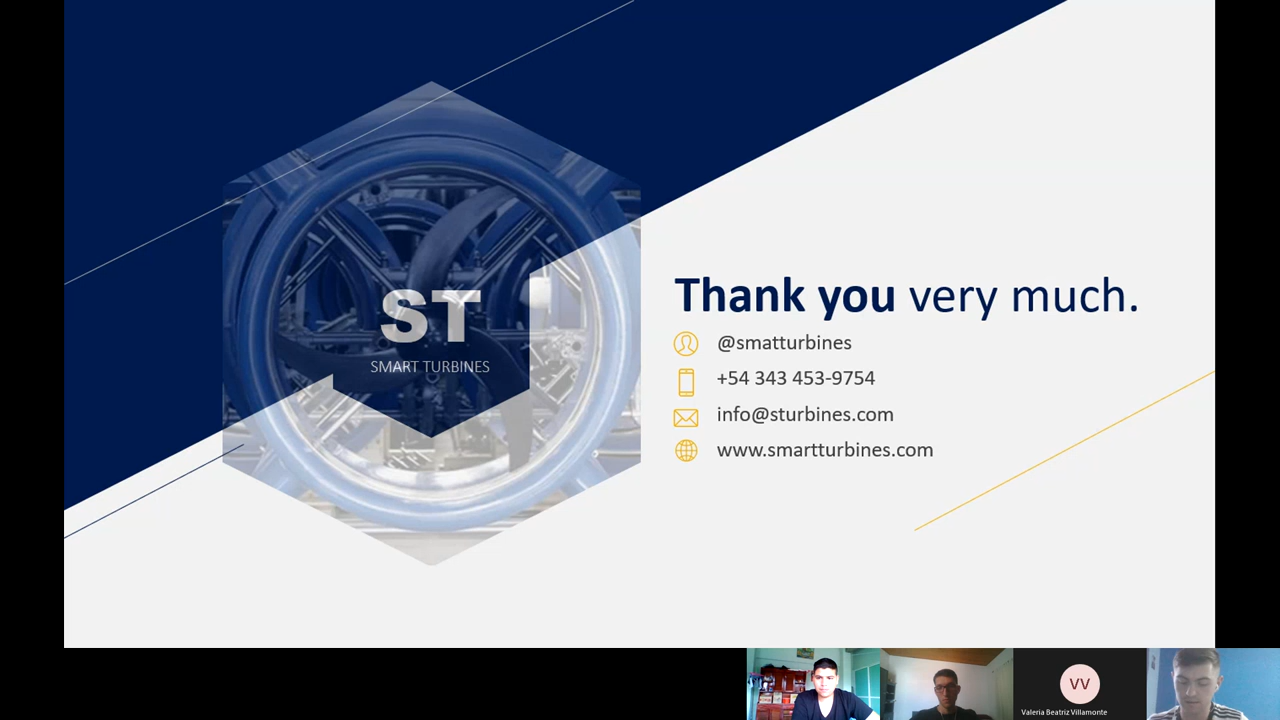 ST
SMART TURBINES
Thank you very much.
@smatturbines
+54 343 453-9754
info@sturbines.com
www.smartturbines.com
VV
Valeria Beatriz Villamonte